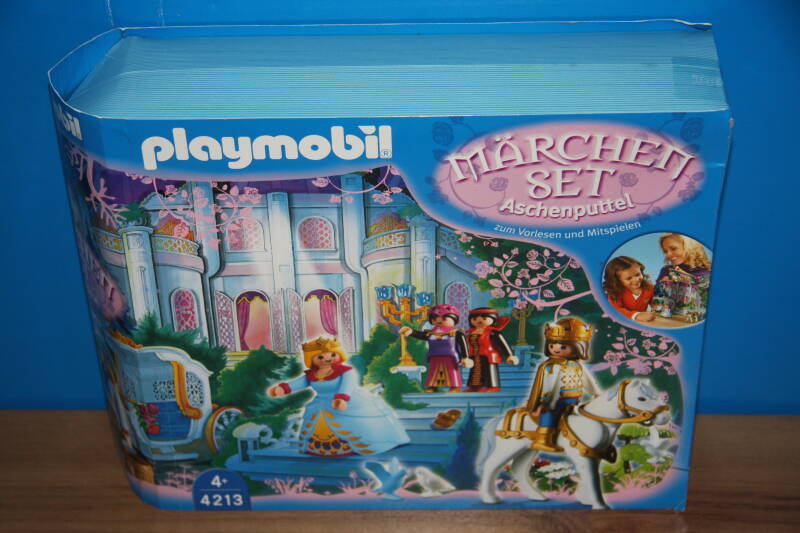 playmobil®
MÄRCHEN
SET
Aschenputtel
zum Vorlesen und Mitspielen
4+
4213